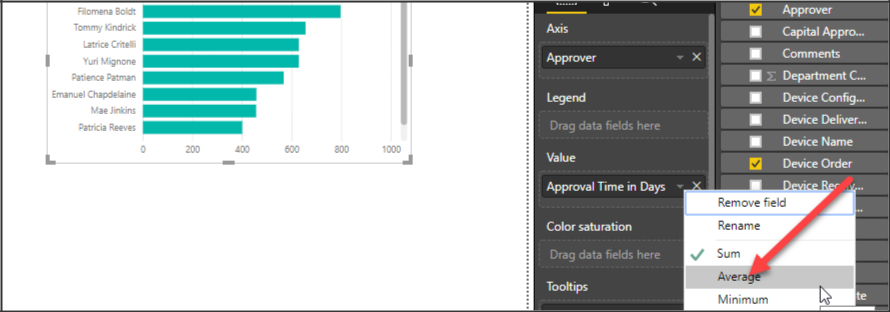 Filomena Boldt
Tommy Kindrick
Latrice Critelli
Yuri Mignone
Patience Patman
Emanuel Chapdelaine
Mae Jinkins
Patricia Reeves
0 200 400 600 800 1000
Axis
Approver
Legend
Drag data fields here
Value
Approval Time in Days
Color saturation
Drag data fields here
Tooltips
Approver
Capital Appro...
Comments
Department C...
Device Config...
Device Deliver...
Device Name
Device Order
Device
Remove field
Rename
Sum
Average
Minimum
te